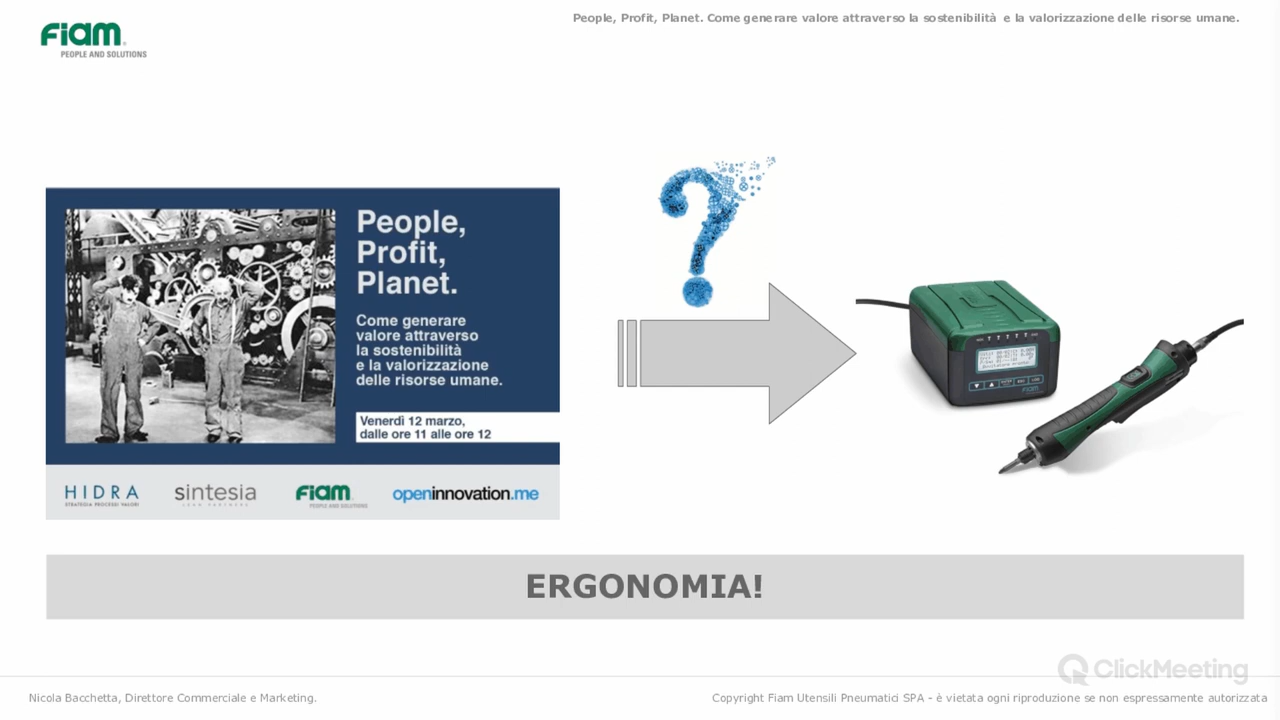 Fiam
PEOPLE AND SOLUTIONS
People, Profit, Planet. Come generare valore attraverso la sostenibilità e la valorizzazione delle risorse umane.
People,
Profit,
Planet.
Come generare
valore attraverso
la sostenibilità
e la valorizzazione
delle risorse umane.
Venerdì 12 marzo,
dalle ore 11 alle ore 12
HIDRA
STRATEGIA PROCESSI VALORI
sintesia
LEAN PARTNERS
Fiam
PEOPLE AND SOLUTIONS
openinnovation.me
FIAM
ERGONOMIA!
ClickMeeting
Nicola Bacchetta, Direttore Commerciale e Marketing.
Copyright Fiam Utensili Pneumatici SPA - è vietata ogni riproduzione se non espressamente autorizzata